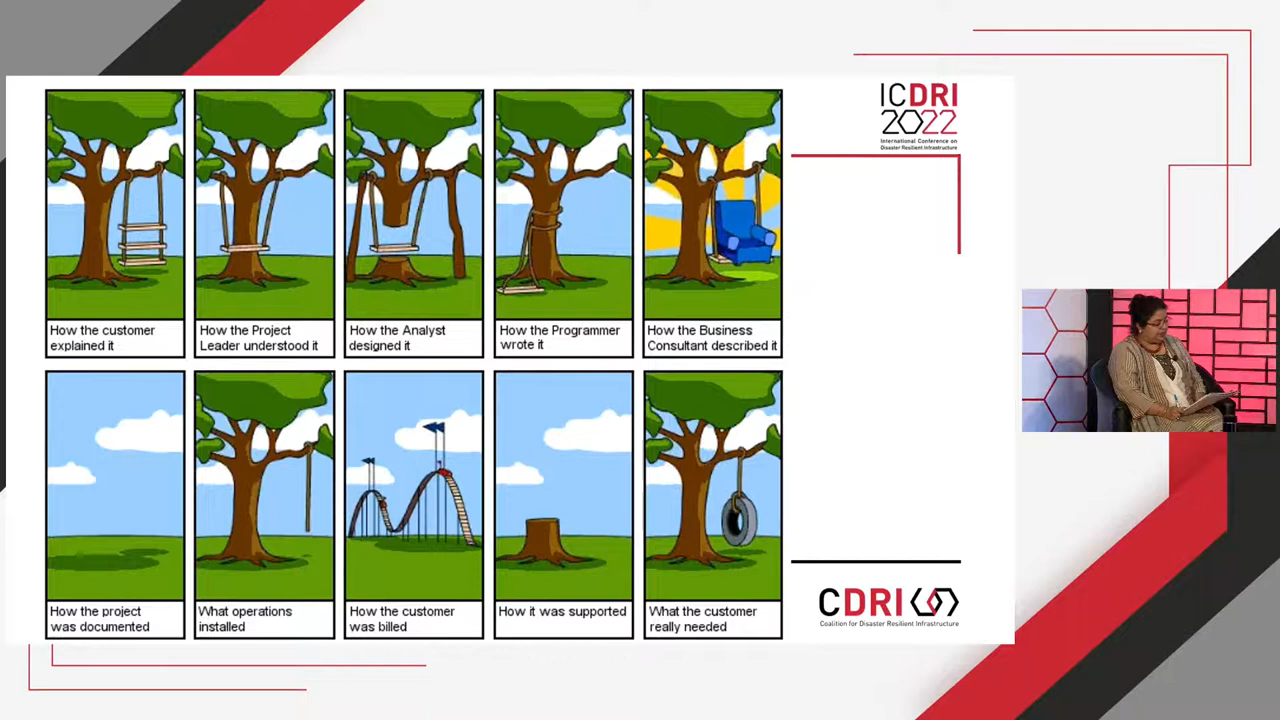 How the customer
explained it
How the Project
Leader understood it
How the Analyst
designed it
How the Programmer
wrote it
How the Business
Consultant described it
How the project
was documented
What operations
installed
How the customer
was billed
How it was supported
What the customer
really needed
ICDRI
2022
International Conference on
Disaster Resilient Infrastructure
CDRI
Coalition for Disaster Resilient Infrastructure